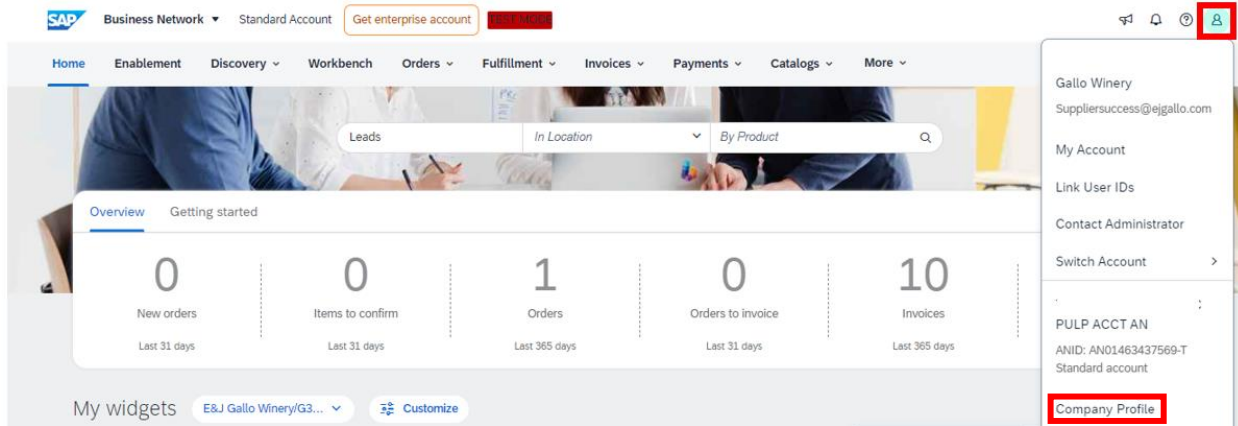 SAP Business Network Standard Account Get enterprise account TEST MODE
Home Enablement Discovery Workbench Orders Fulfillment Invoices Payments Catalogs More
Leads In Location By Product
Overview Getting started
0 0 1 0 10
New orders Items to confirm Orders Orders to invoice Invoices
Last 31 days Last 31 days Last 365 days Last 31 days Last 365 days
My widgets E&J Gallo Winery/G3... Customize
Gallo Winery
Suppliersuccess@ejgallo.com
My Account
Link User IDs
Contact Administrator
Switch Account
PULP ACCT AN
ANID: AN01463437569-T
Standard account
Company Profile